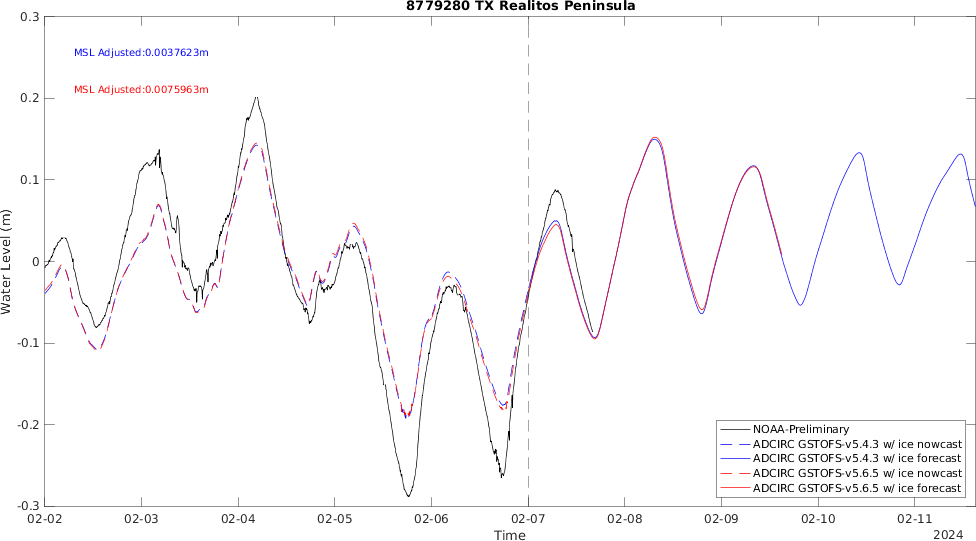 8779280 TX Realitos Peninsula
MSL Adjusted:0.0037623m
MSL Adjusted:0.0075963m
Water Level (m)
0.3
0.2
0.1
0
-0.1
-0.2
-0.3
NOAA-Preliminary
ADCIRC GSTOFS-v5.4.3 w/ ice nowcast
ADCIRC GSTOFS-v5.4.3 w/ ice forecast
ADCIRC GSTOFS-v5.6.5 w/ ice nowcast
ADCIRC GSTOFS-v5.6.5 w/ ice forecast
02-02 02-03 02-04 02-05 02-06 02-07 02-08 02-09 02-10 02-11
Time
2024